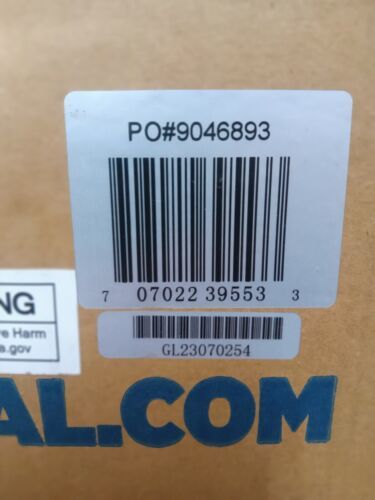 PO#9046893
7 07022 39553 3
NG
Harm
.gov
GL23070254
AL.COM